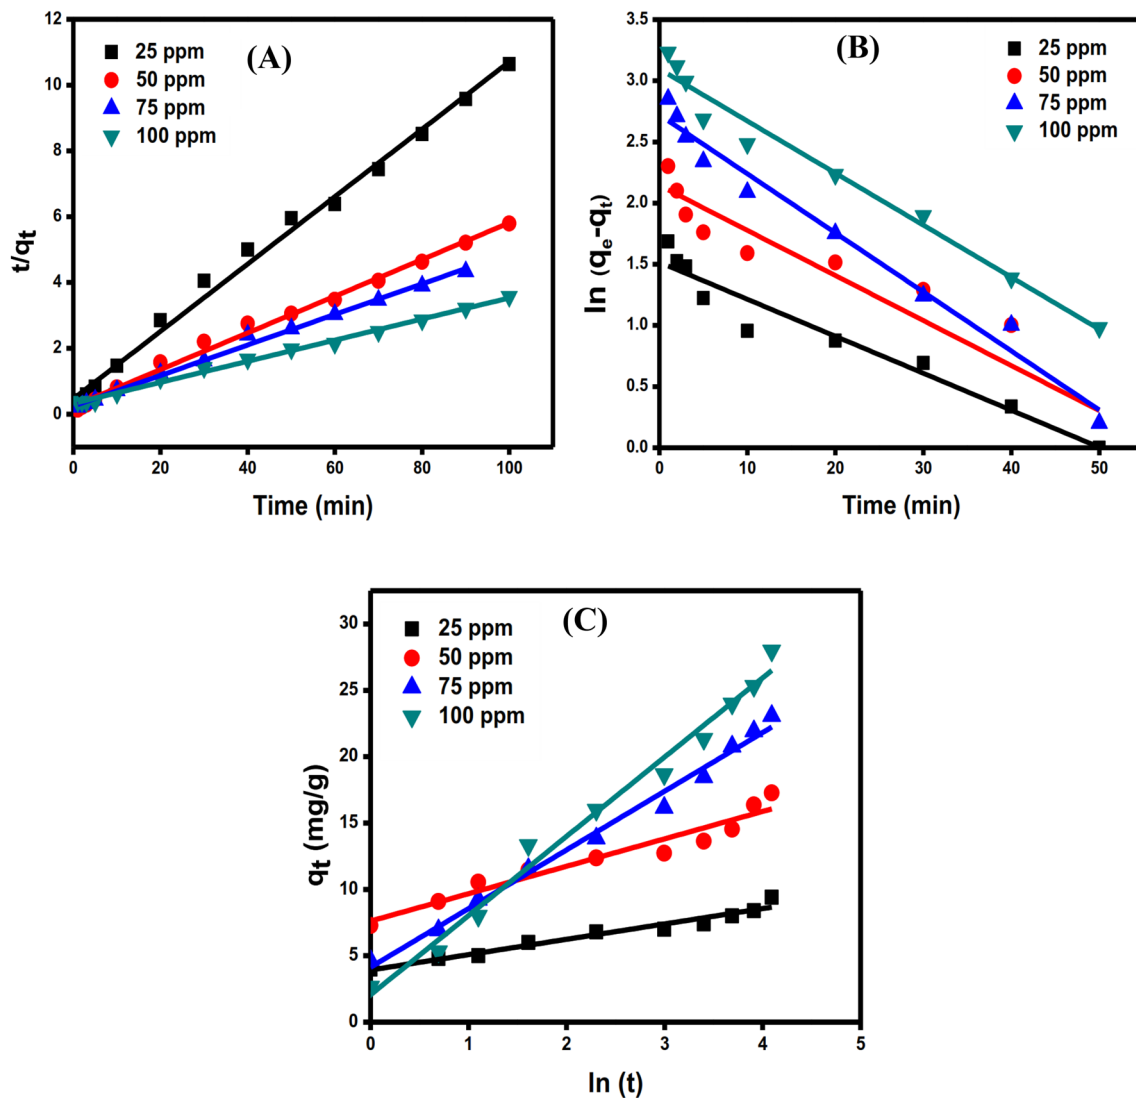 (A)
25 ppm
50 ppm
75 ppm
100 ppm
12
10
8
6
4
2
0
t/qt
0 20 40 60 80 100
Time (min)
(B)
25 ppm
50 ppm
75 ppm
100 ppm
3.5
3.0
2.5
2.0
1.5
1.0
0.5
0.0
ln (qe-qt)
0 10 20 30 40 50
Time (min)
(C)
25 ppm
50 ppm
75 ppm
100 ppm
30
25
20
15
10
5
0
qt (mg/g)
0 1 2 3 4 5
ln (t)